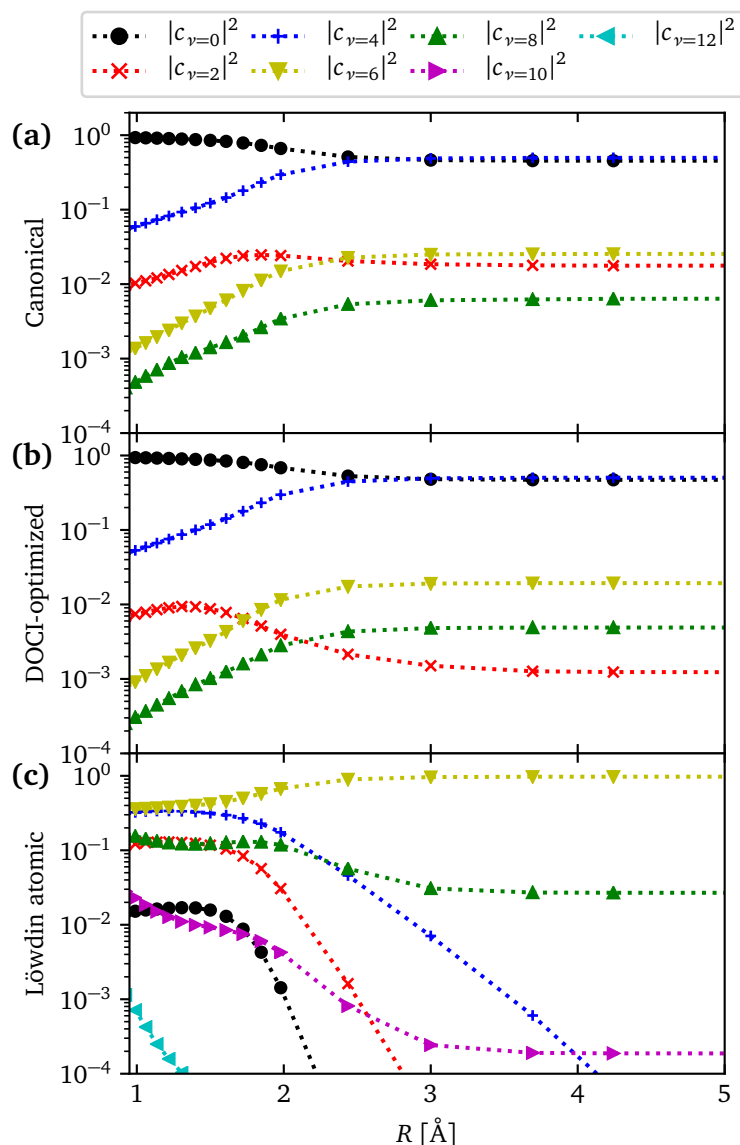 |c_{ν=0}|² |c_{ν=4}|² |c_{ν=8}|² |c_{ν=12}|²
|c_{ν=2}|² |c_{ν=6}|² |c_{ν=10}|²
(a)
10⁰
10⁻¹
10⁻²
10⁻³
10⁻⁴
Canonical
(b)
10⁰
10⁻¹
10⁻²
10⁻³
10⁻⁴
DOCI-optimized
(c)
10⁰
10⁻¹
10⁻²
10⁻³
10⁻⁴
Löwdin atomic
1 2 3 4 5
R [Å]